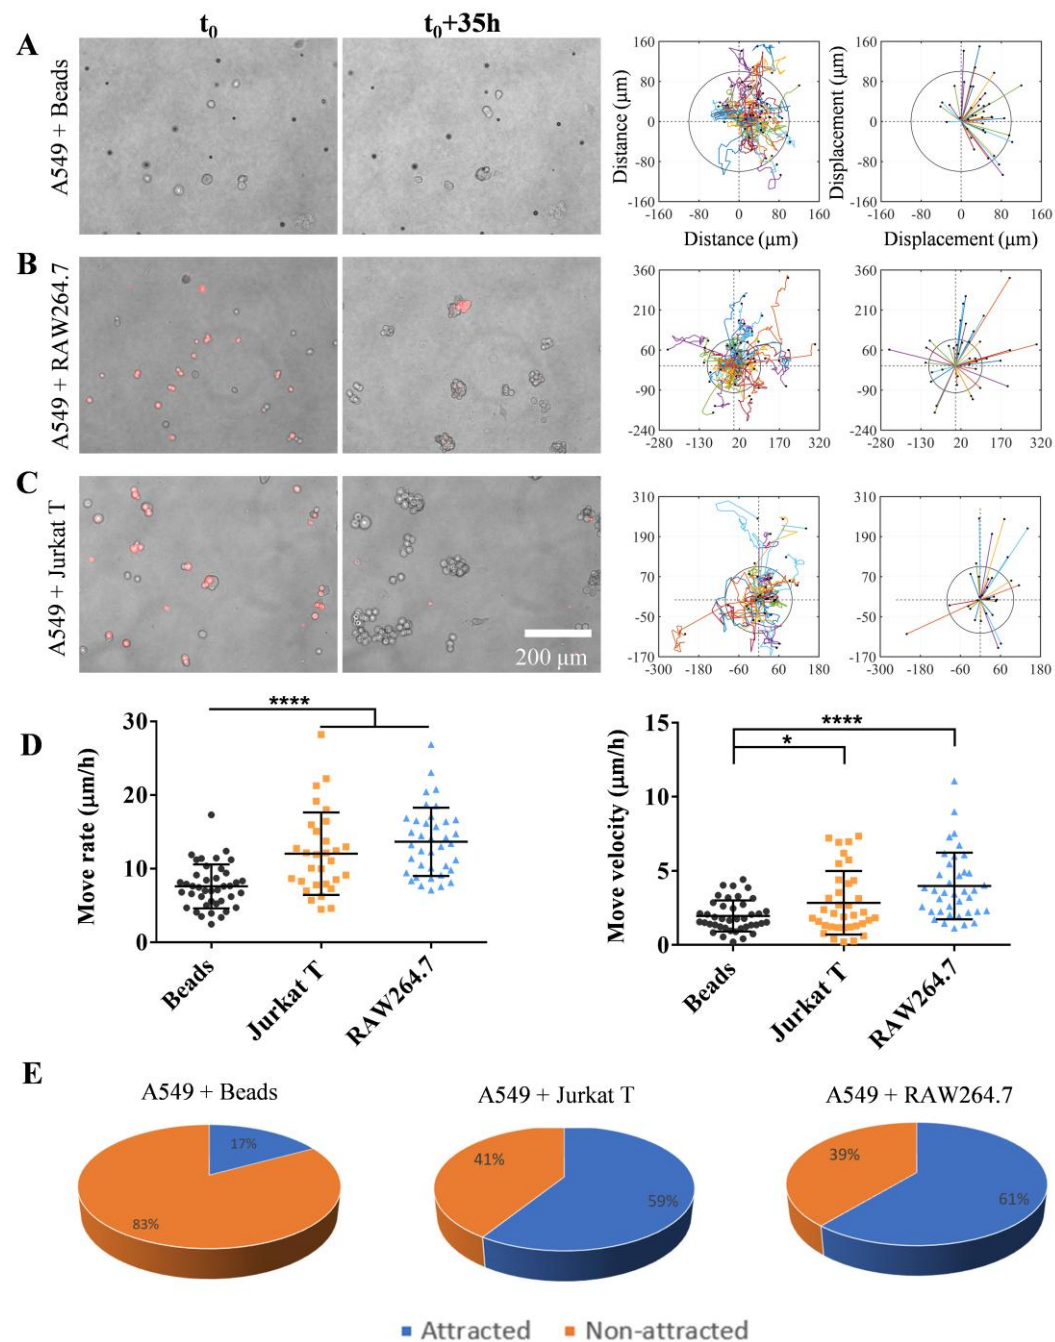 t0
t0+35h
A
A549 + Beads
Distance (μm)
160
80
0
-80
-160
-160 -80 0 80 160
Distance (μm)
Displacement (μm)
160
80
0
-80
-160
-160 -80 0 80 160
Displacement (μm)
B
A549 + RAW264.7
360
210
60
-90
-240
-280 -130 20 170 320
360
210
60
-90
-240
-280 -130 20 170 320
C
A549 + Jurkat T
200 μm
310
190
70
-50
-170
-300 -180 -60 60 180
310
190
70
-50
-170
-300 -180 -60 60 180
D
Move rate (μm/h)
30
20
10
0
****
Beads
Jurkat T
RAW264.7
Move velocity (μm/h)
15
10
5
0
****
*
Beads
Jurkat T
RAW264.7
E
A549 + Beads
17%
83%
A549 + Jurkat T
41%
59%
A549 + RAW264.7
39%
61%
Attracted
Non-attracted